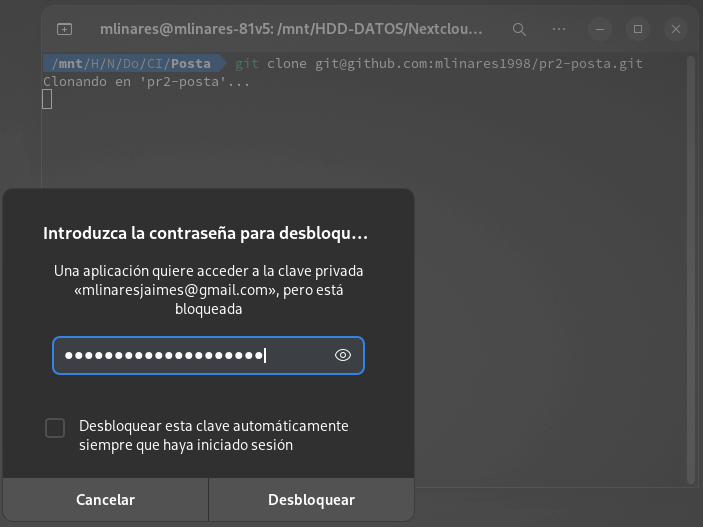 mlinares@mlinares-81v5: /mnt/HDD-DATOS/Nextclou…
/mnt/H/N/Do/CI/Posta git clone git@github.com:mlinares1998/pr2-posta.git
Clonando en 'pr2-posta'...
Introduzca la contraseña para desbloqu…
Una aplicación quiere acceder a la clave privada
«mlinaresjaimes@gmail.com», pero está
bloqueada
Desbloquear esta clave automáticamente
siempre que haya iniciado sesión
Cancelar
Desbloquear